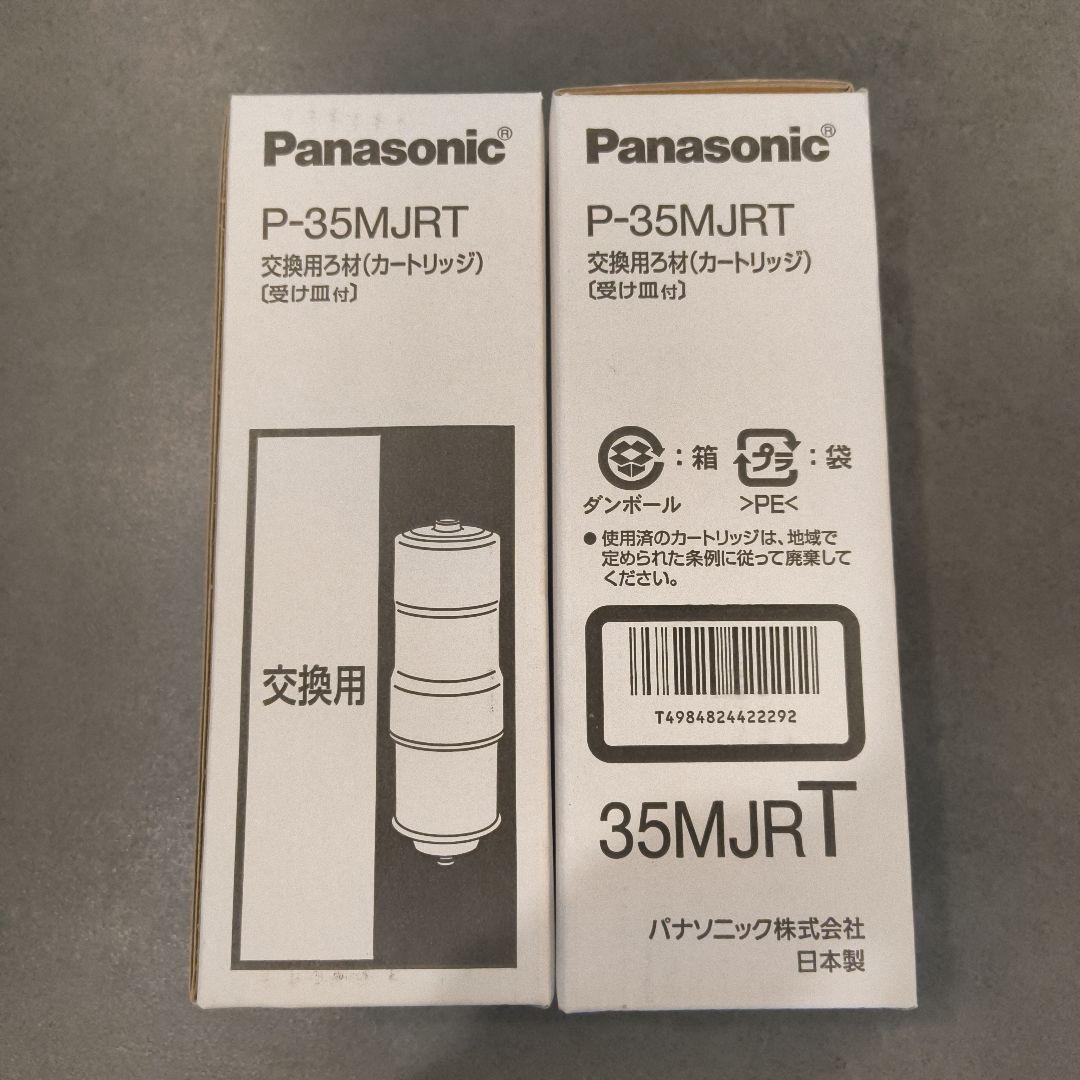 Panasonic®
P-35MJRT
交換用ろ材(カートリッジ)
〔受け皿付〕
交換用
Panasonic®
P-35MJRT
交換用ろ材(カートリッジ)
〔受け皿付〕
:箱
プラ
:袋
ダンボール
>PE<
● 使用済のカートリッジは、地域で
定められた条例に従って廃棄して
ください。
T4984824422292
35MJRT
パナソニック株式会社
日本製